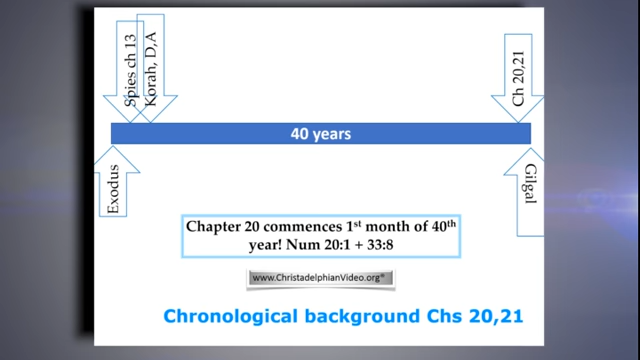 Spies ch 13
Korah, D,A
Ch 20,21
40 years
Exodus
Gilgal
Chapter 20 commences 1st month of 40th
year! Num 20:1 + 33:8
www.ChristadelphianVideo.org®
Chronological background Chs 20,21